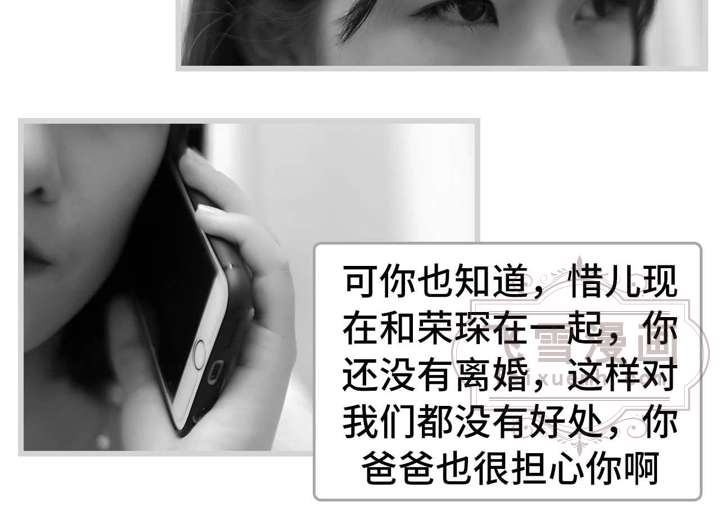 可你也知道，惜儿现
在和荣琛在一起，你
还没有离婚，这样对
我们都没有好处，你
爸爸也很担心你啊
飞雪漫画